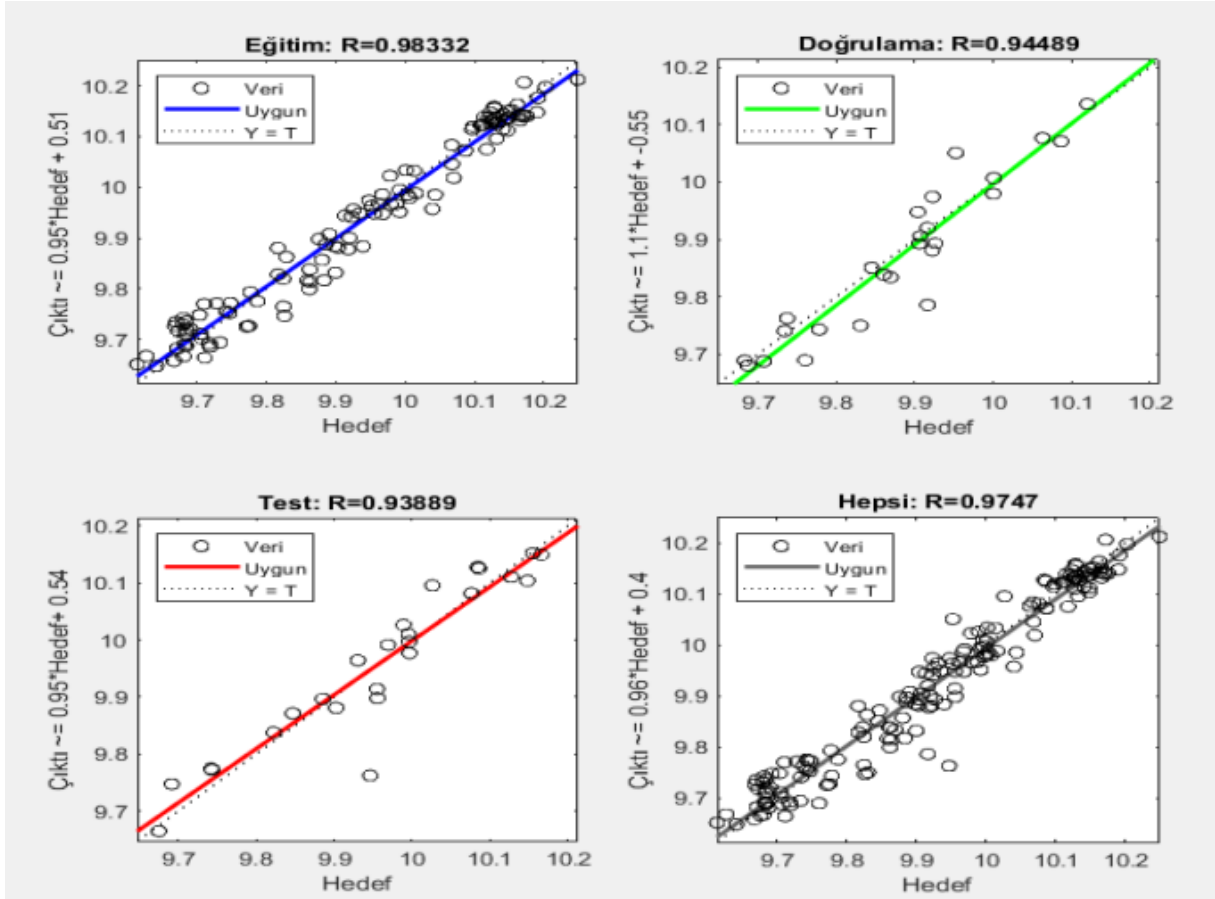 Eğitim: R=0.98332
Veri
Uygun
Y = T
Çıktı ~= 0.95*Hedef + 0.51
10.2
10.1
10
9.9
9.8
9.7
9.7 9.8 9.9 10 10.1 10.2
Hedef
Doğrulama: R=0.94489
Veri
Uygun
Y = T
Çıktı ~= 1.1*Hedef + -0.55
10.2
10.1
10
9.9
9.8
9.7
9.7 9.8 9.9 10 10.1 10.2
Hedef
Test: R=0.93889
Veri
Uygun
Y = T
Çıktı ~= 0.95*Hedef+ 0.54
10.2
10.1
10
9.9
9.8
9.7
9.7 9.8 9.9 10 10.1 10.2
Hedef
Hepsi: R=0.9747
Veri
Uygun
Y = T
Çıktı ~= 0.96*Hedef + 0.4
10.2
10.1
10
9.9
9.8
9.7
9.7 9.8 9.9 10 10.1 10.2
Hedef